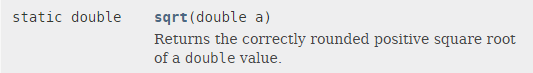 static double sqrt(double a)
Returns the correctly rounded positive square root
of a double value.